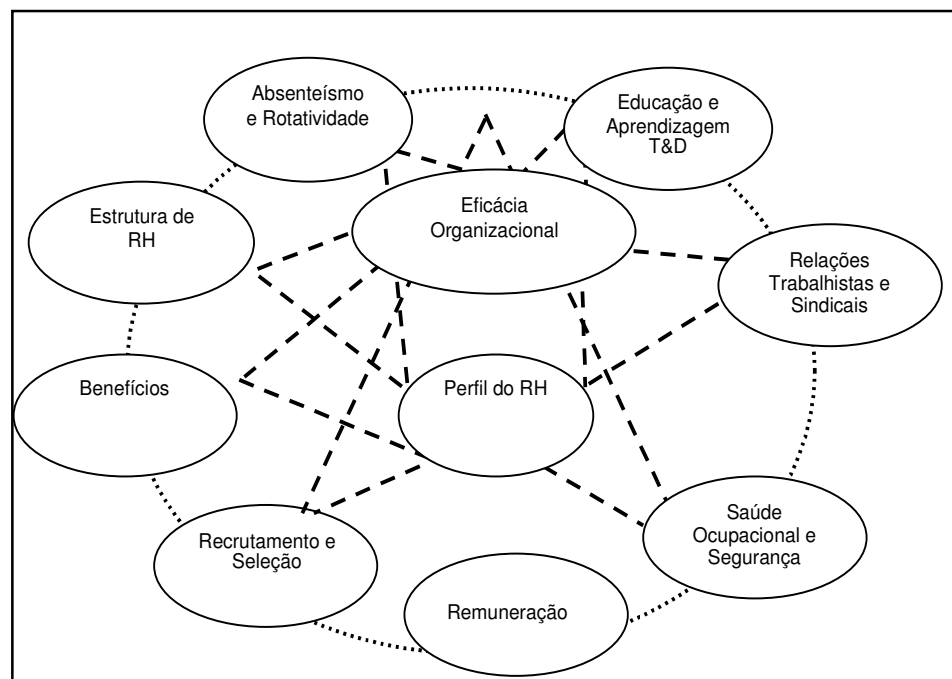 Absenteísmo
e Rotatividade
Educação e
Aprendizagem
T&D
Estrutura de
RH
Eficácia
Organizacional
Relações
Trabalhistas e
Sindicais
Benefícios
Perfil do RH
Recrutamento e
Seleção
Saúde
Ocupacional e
Segurança
Remuneração